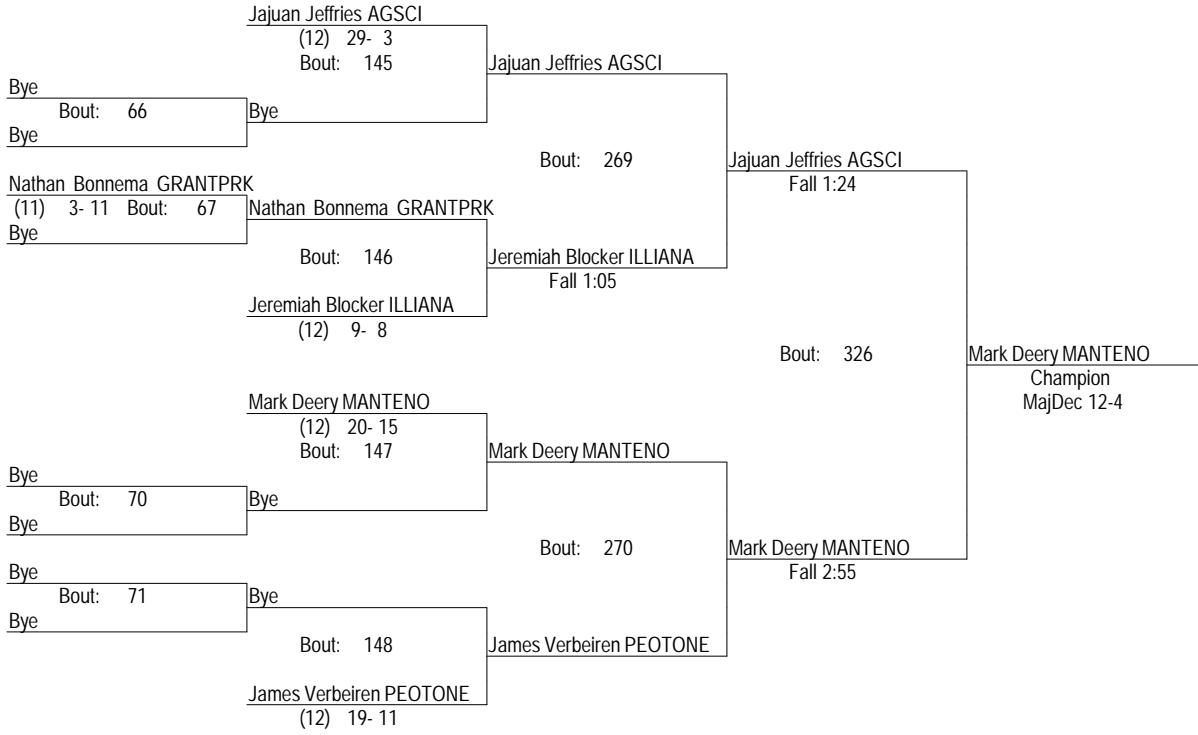 Jajuan Jeffries AGSCI
(12) 29- 3
Bout: 145
Jajuan Jeffries AGSCI
Bye
Bout: 66
Bye
Bye
Bout: 269
Jajuan Jeffries AGSCI
Fall 1:24
Nathan Bonnema GRANTPRK
(11) 3- 11 Bout: 67
Nathan Bonnema GRANTPRK
Bye
Bout: 146
Jeremiah Blocker ILLIANA
Fall 1:05
Jeremiah Blocker ILLIANA
(12) 9- 8
Bout: 326
Mark Deery MANTENO
Champion
MajDec 12-4
Mark Deery MANTENO
(12) 20- 15
Bout: 147
Mark Deery MANTENO
Bye
Bout: 70
Bye
Bye
Bout: 270
Mark Deery MANTENO
Fall 2:55
Bye
Bout: 71
Bye
Bye
Bout: 148
James Verbeiren PEOTONE
James Verbeiren PEOTONE
(12) 19- 11